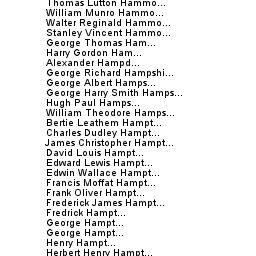 Thomas Lutton Hammo...
William Munro Hammo...
Walter Reginald Hammo...
Stanley Vincent Hammo...
George Thomas Ham...
Harry Gordon Ham...
Alexander Hampd...
George Richard Hampshi...
George Albert Hamps...
George Harry Smith Hamps...
Hugh Paul Hamps...
William Theodore Hamps...
Bertie Leathem Hampt...
Charles Dudley Hampt...
James Christopher Hampt...
David Louis Hampt...
Edward Lewis Hampt...
Edwin Wallace Hampt...
Francis Moffat Hampt...
Frank Oliver Hampt...
Frederick James Hampt...
Fredrick Hampt...
George Hampt...
George Hampt...
Henry Hampt...
Herbert Henry Hampt...